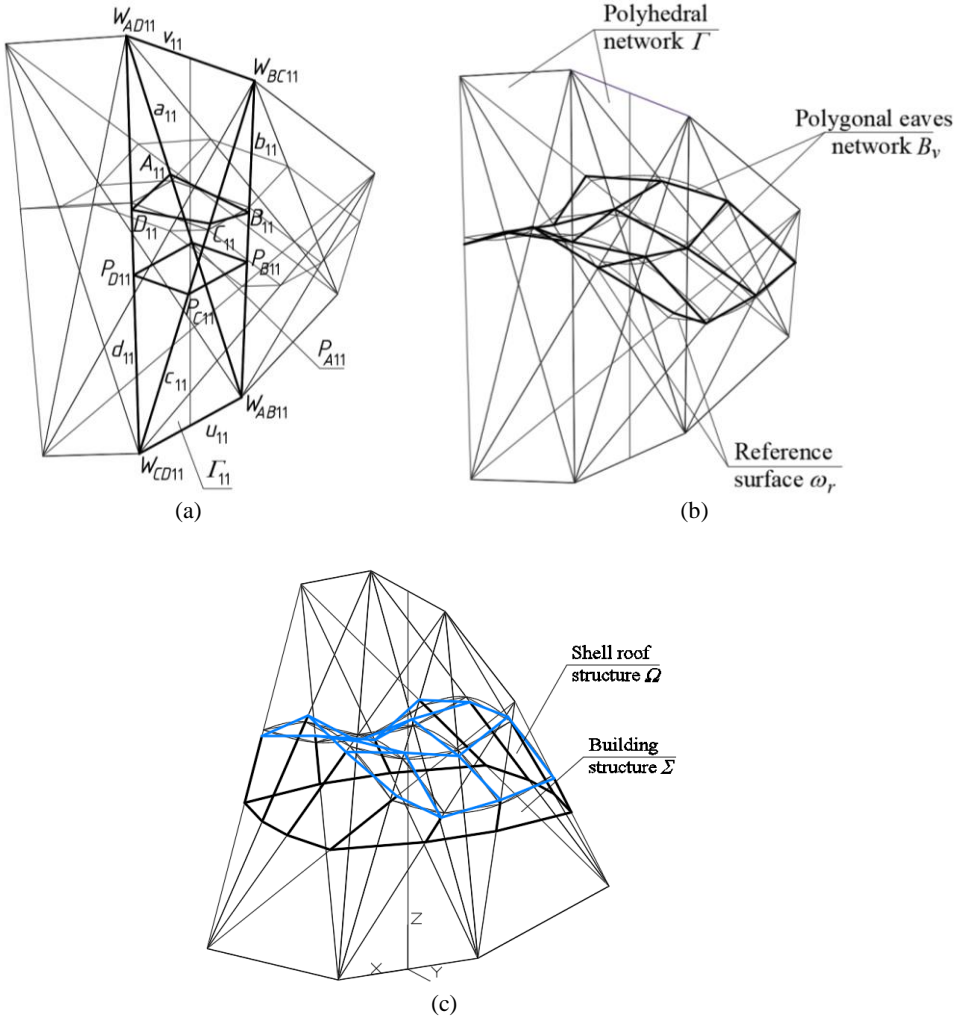 W_AD11
v_11
W_BC11
a_11
b_11
A_11
B_11
D_11
C_11
P_B11
P_D11
P_C11
P_A11
d_11
c_11
W_AB11
u_11
W_CD11
Γ_11
(a)
Polyhedral
network Γ
Polygonal eaves
network B_v
Reference
surface ω_r
(b)
Shell roof
structure Ω
Building
structure Σ
Z
X
Y
(c)